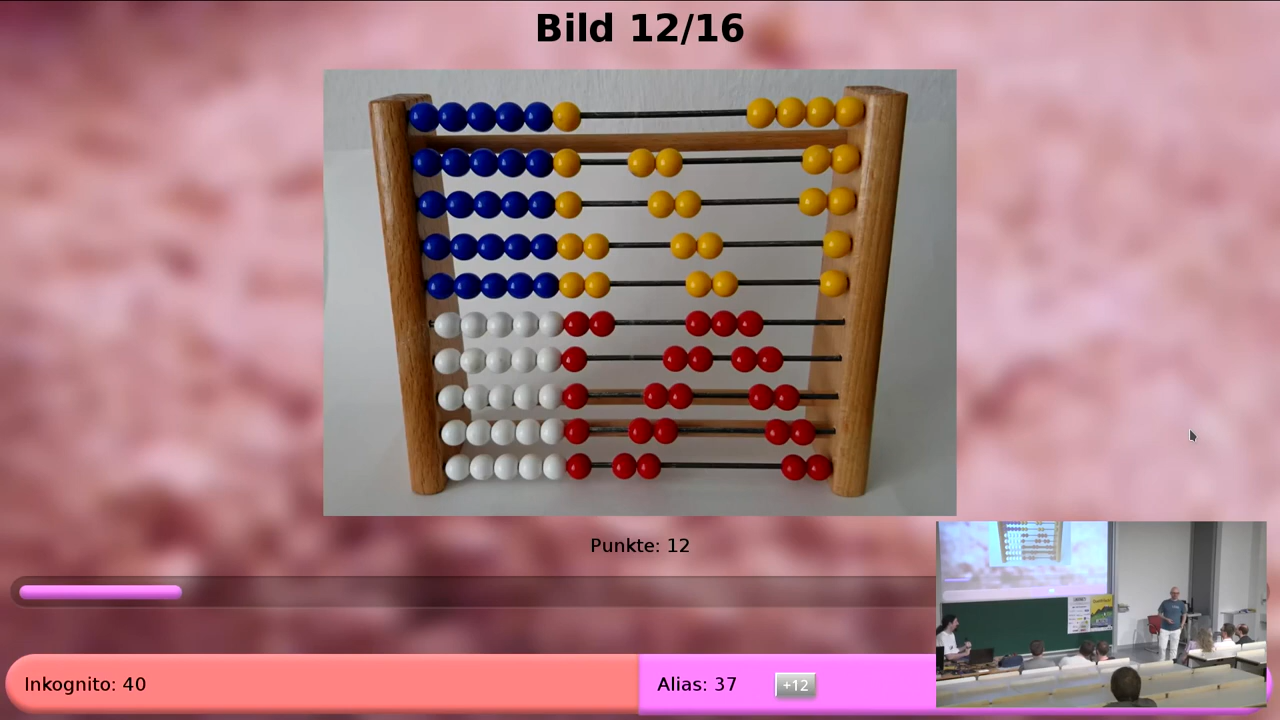 Bild 12/16
Punkte: 12
Inkognito: 40
Alias: 37
+12